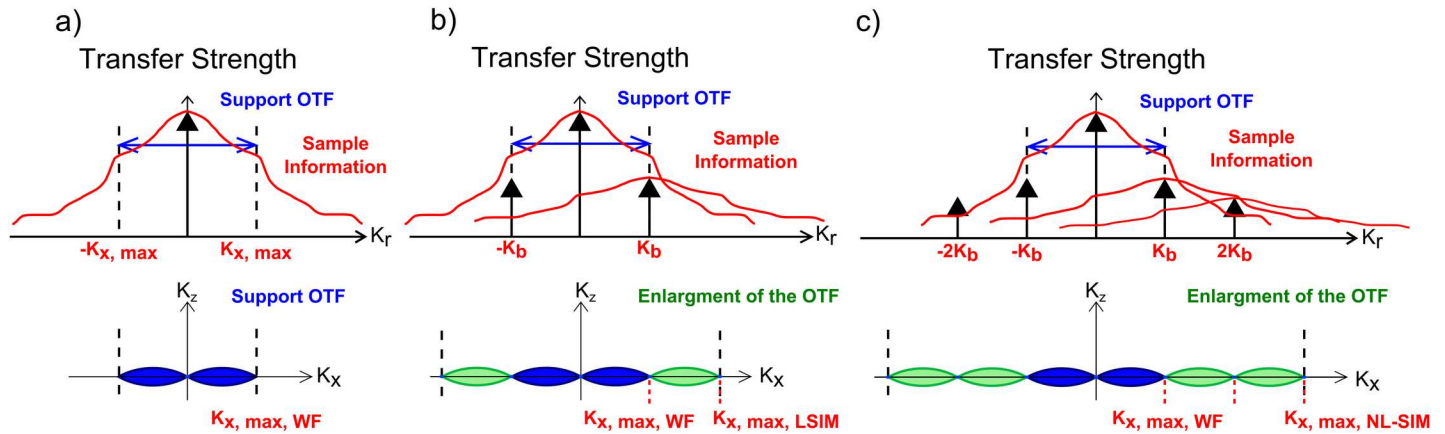 a)
Transfer Strength
Support OTF
Sample
Information
-Kx, max
Kx, max
Kr
Kz
Support OTF
Kx
Kx, max, WF
b)
Transfer Strength
Support OTF
Sample
Information
-Kb
Kb
Kr
Kz
Enlargment of the OTF
Kx
Kx, max, WF
Kx, max, LSIM
c)
Transfer Strength
Support OTF
Sample
Information
-2Kb
-Kb
Kb
2Kb
Kr
Kz
Enlargment of the OTF
Kx
Kx, max, WF
Kx, max, NL-SIM